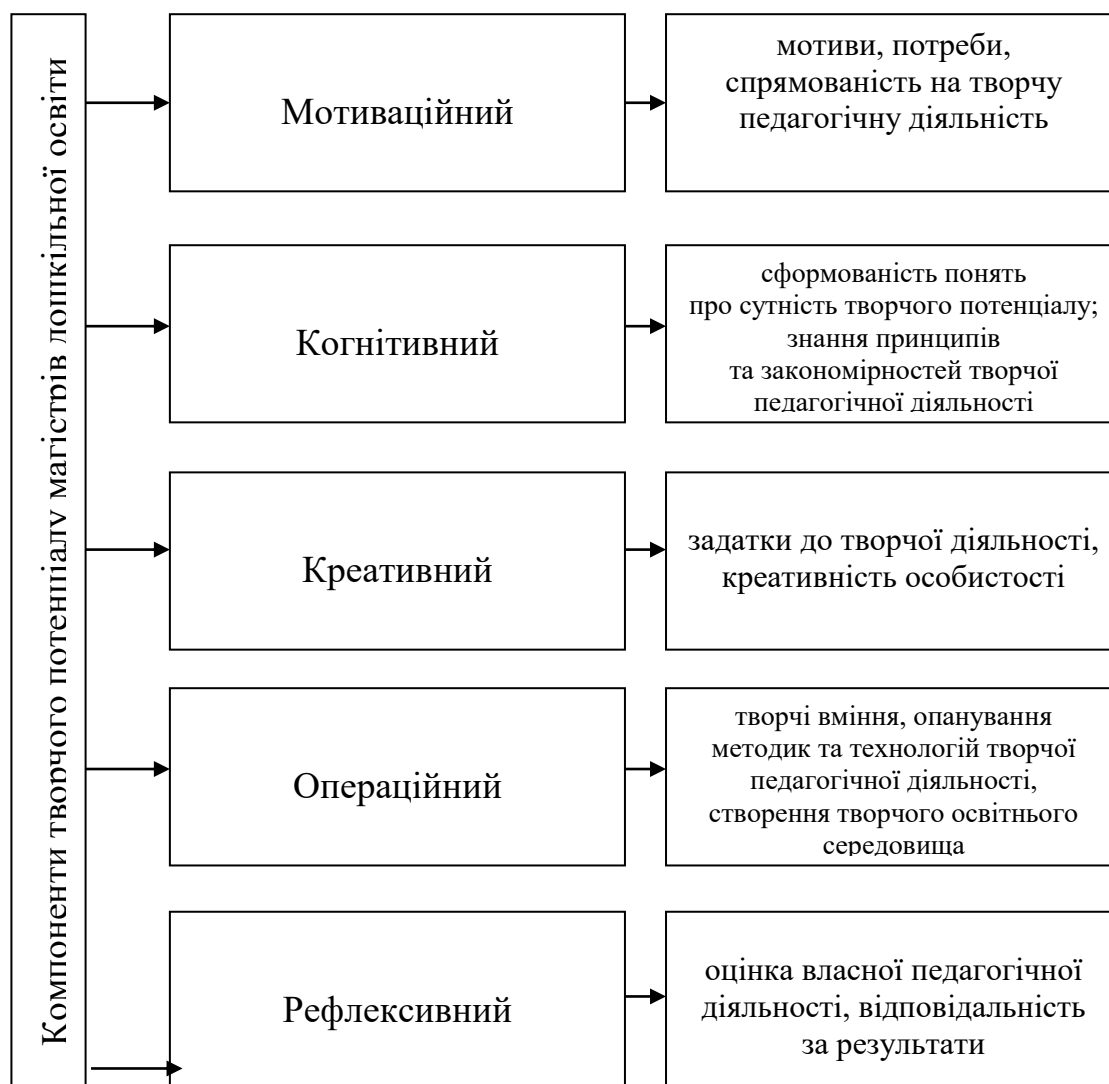 Компоненти творчого потенціалу магістрів дошкільної освіти
Мотиваційний
мотиви, потреби,
спрямованість на творчу
педагогічну діяльність
Когнітивний
сформованість понять
про сутність творчого потенціалу;
знання принципів
та закономірностей творчої
педагогічної діяльності
Креативний
задатки до творчої діяльності,
креативність особистості
Операційний
творчі вміння, опанування
методик та технологій творчої
педагогічної діяльності,
створення творчого освітнього
середовища
Рефлексивний
оцінка власної педагогічної
діяльності, відповідальність
за результати